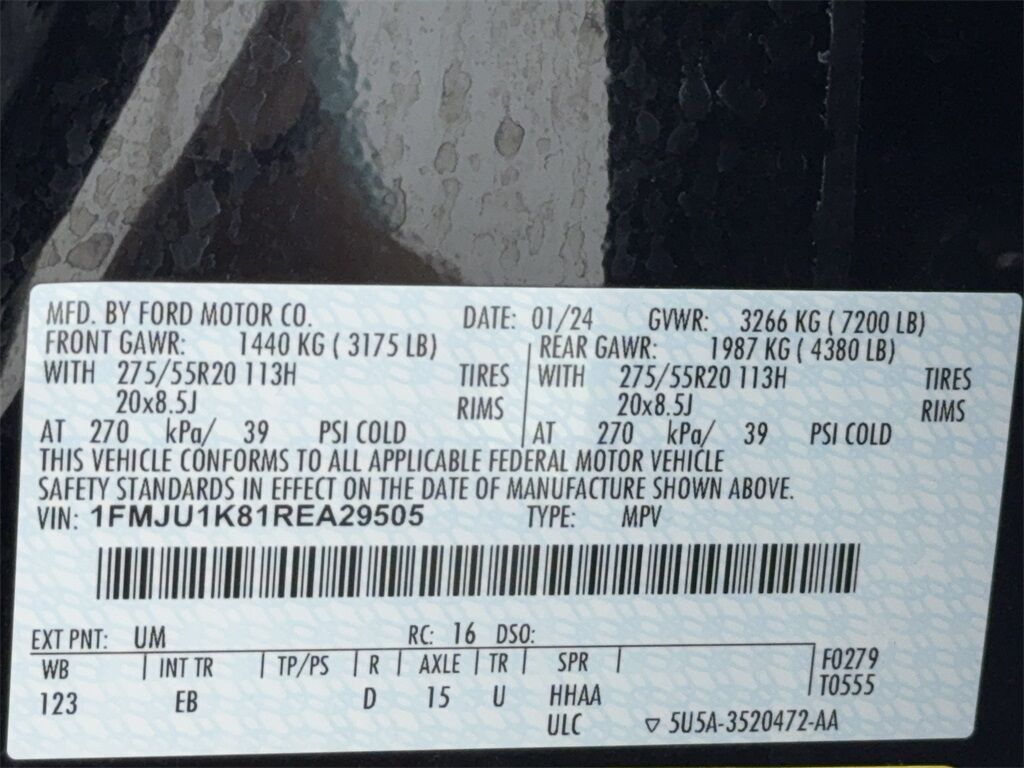 MFD. BY FORD MOTOR CO. DATE: 01/24 GVWR: 3266 KG ( 7200 LB)
FRONT GAWR: 1440 KG ( 3175 LB) REAR GAWR: 1987 KG ( 4380 LB)
WITH 275/55R20 113H TIRES WITH 275/55R20 113H TIRES
20x8.5J RIMS 20x8.5J RIMS
AT 270 kPa/ 39 PSI COLD AT 270 kPa/ 39 PSI COLD
THIS VEHICLE CONFORMS TO ALL APPLICABLE FEDERAL MOTOR VEHICLE
SAFETY STANDARDS IN EFFECT ON THE DATE OF MANUFACTURE SHOWN ABOVE.
VIN: 1FMJU1K81REA29505 TYPE: MPV
EXT PNT: UM RC: 16 DSO:
WB INT TR TP/PS R AXLE TR SPR F0279
T0555
123 EB D 15 U HHAA
ULC ▽ 5U5A-3520472-AA